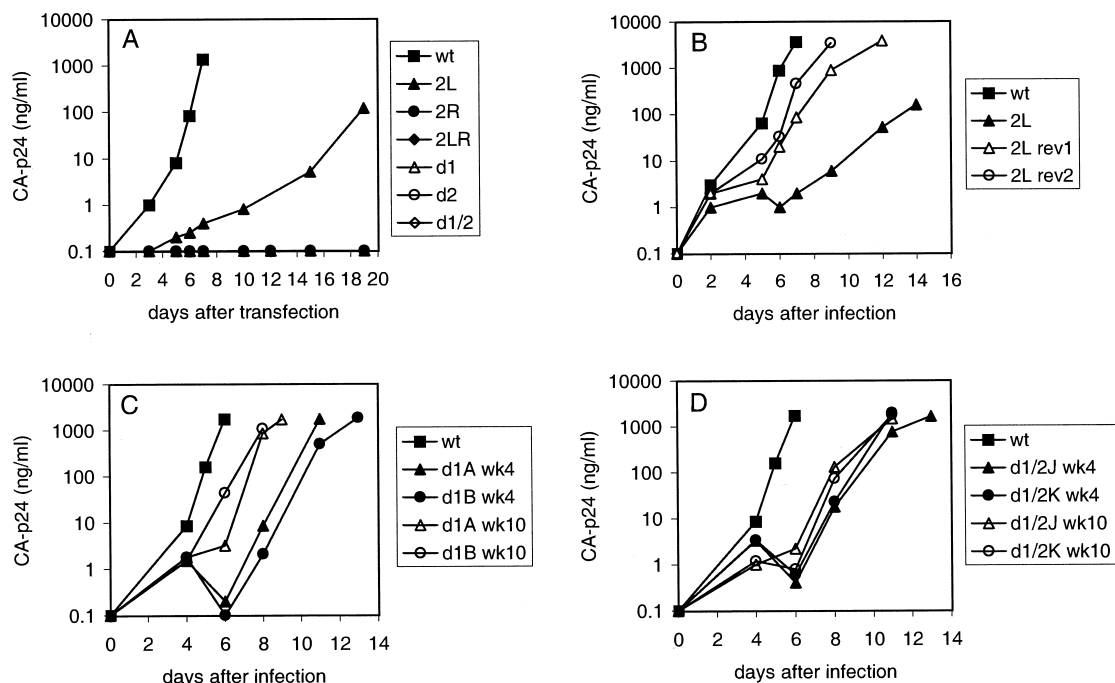 A
CA-p24 (ng/ml)
10000
1000
100
10
1
0.1
0 2 4 6 8 10 12 14 16 18 20
days after transfection
wt
2L
2R
2LR
d1
d2
d1/2
B
CA-p24 (ng/ml)
10000
1000
100
10
1
0.1
0 2 4 6 8 10 12 14 16
days after infection
wt
2L
2L rev1
2L rev2
C
CA-p24 (ng/ml)
10000
1000
100
10
1
0.1
0 2 4 6 8 10 12 14
days after infection
wt
d1A wk4
d1B wk4
d1A wk10
d1B wk10
D
CA-p24 (ng/ml)
10000
1000
100
10
1
0.1
0 2 4 6 8 10 12 14
days after infection
wt
d1/2J wk4
d1/2K wk4
d1/2J wk10
d1/2K wk10